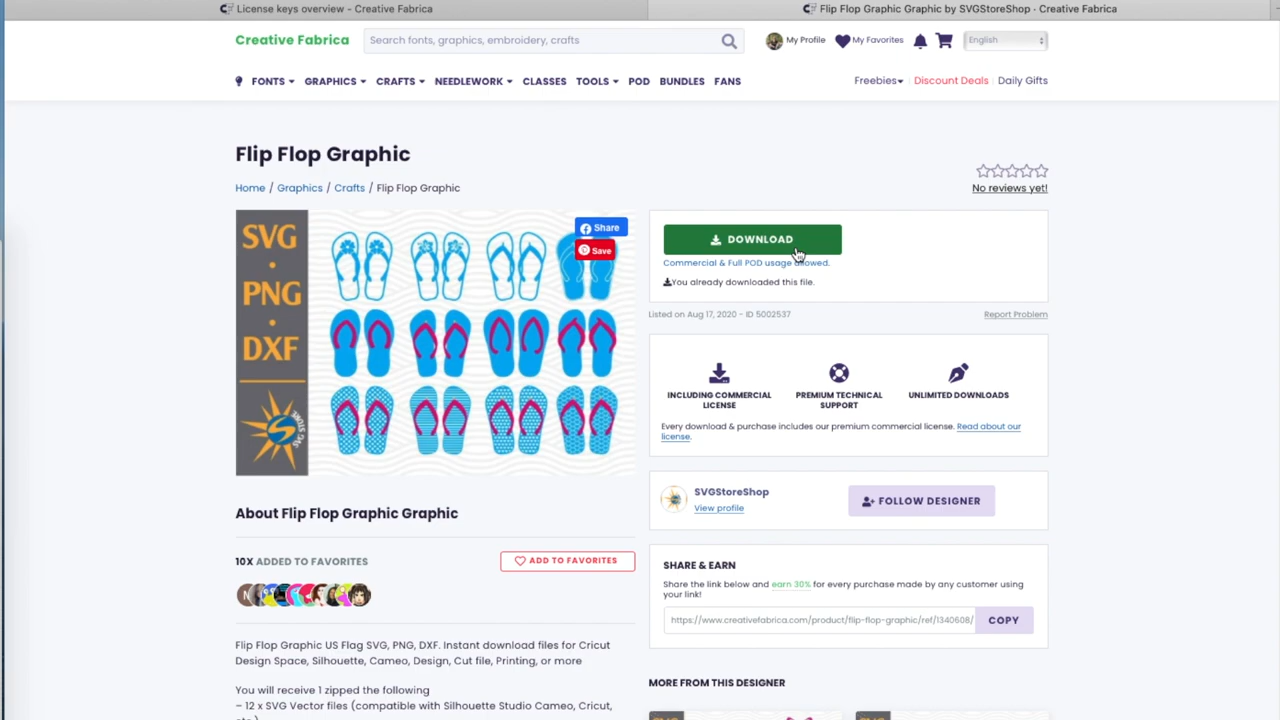 License keys overview - Creative Fabrica
Flip Flop Graphic Graphic by SVGStoreShop · Creative Fabrica
Creative Fabrica
Search fonts, graphics, embroidery, crafts
My Profile
My Favorites
English
FONTS
GRAPHICS
CRAFTS
NEEDLEWORK
CLASSES
TOOLS
POD
BUNDLES
FANS
Freebies
Discount Deals
Daily Gifts
Flip Flop Graphic
Home / Graphics / Crafts / Flip Flop Graphic
No reviews yet!
SVG
PNG
DXF
Share
Save
DOWNLOAD
Commercial & Full POD usage allowed.
You already downloaded this file.
Listed on Aug 17, 2020 - ID 5002537
Report Problem
INCLUDING COMMERCIAL
LICENSE
PREMIUM TECHNICAL
SUPPORT
UNLIMITED DOWNLOADS
Every download & purchase includes our premium commercial license. Read about our
license.
SVGStoreShop
View profile
FOLLOW DESIGNER
About Flip Flop Graphic Graphic
10X ADDED TO FAVORITES
ADD TO FAVORITES
N
SHARE & EARN
Share the link below and earn 30% for every purchase made by any customer using
your link!
https://www.creativefabrica.com/product/flip-flop-graphic/ref/1340608/
COPY
Flip Flop Graphic US Flag SVG, PNG, DXF. Instant download files for Cricut
Design Space, Silhouette, Cameo, Design, Cut file, Printing, or more
You will receive 1 zipped the following
– 12 x SVG Vector files (compatible with Silhouette Studio Cameo, Cricut,
MORE FROM THIS DESIGNER